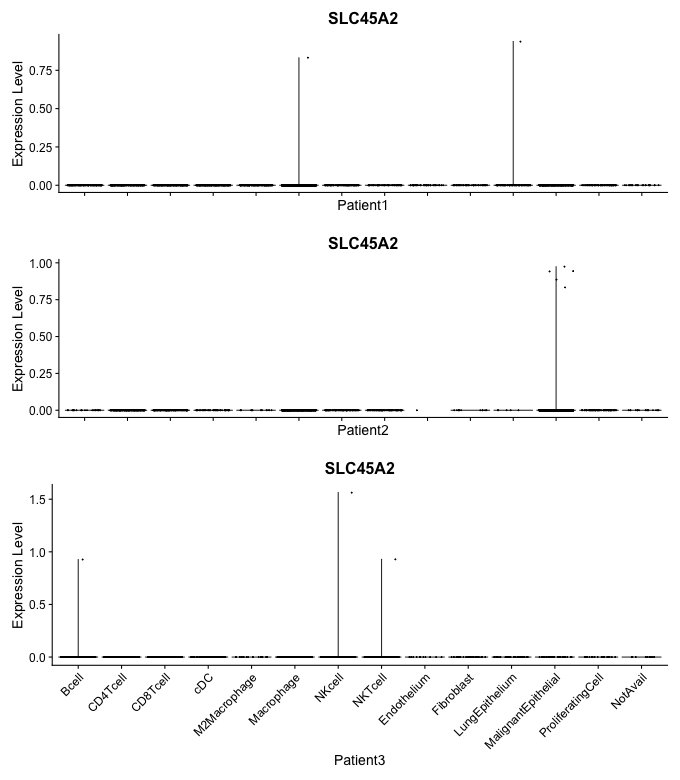 SLC45A2
Expression Level
0.75
0.50
0.25
0.00
Patient1
SLC45A2
Expression Level
1.00
0.75
0.50
0.25
0.00
Patient2
SLC45A2
Expression Level
1.5
1.0
0.5
0.0
Bcell
CD4Tcell
CD8Tcell
cDC
M2Macrophage
Macrophage
NKcell
NKTcell
Endothelium
Fibroblast
LungEpithelium
MalignantEpithelial
ProliferatingCell
NotAvail
Patient3